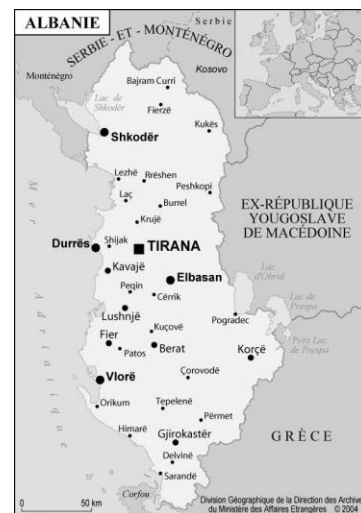 ALBANIE
Serbie
SERBIE - ET - MONTÉNÉGRO
Monténégro
Kosovo
Bajram Curri
Lac de
Shkodër
Fierzë
Shkodër
Kukës
Lezhë
Rrëshen
Peshkopi
Laç
Burrel
Krujë
EX-RÉPUBLIQUE
YOUGOSLAVE
DE MACÉDOINE
Mer
Adriatique
Durrës
Shijak
TIRANA
Kavajë
Elbasan
Peqin
Cërrik
Lac
d'Ohrid
Lac de
Prespa
Lushnjë
Pogradec
Petit Lac
de Prespa
Kuçovë
Fier
Patos
Berat
Korçë
Vlorë
Çorovodë
Orikum
Tepelenë
Përmet
Himarë
Gjirokastër
GRÈCE
Delvinë
Sarandë
0
50 km
Corfou
Division Géographique de la Direction des Archives
du Ministère des Affaires Etrangères © 2004